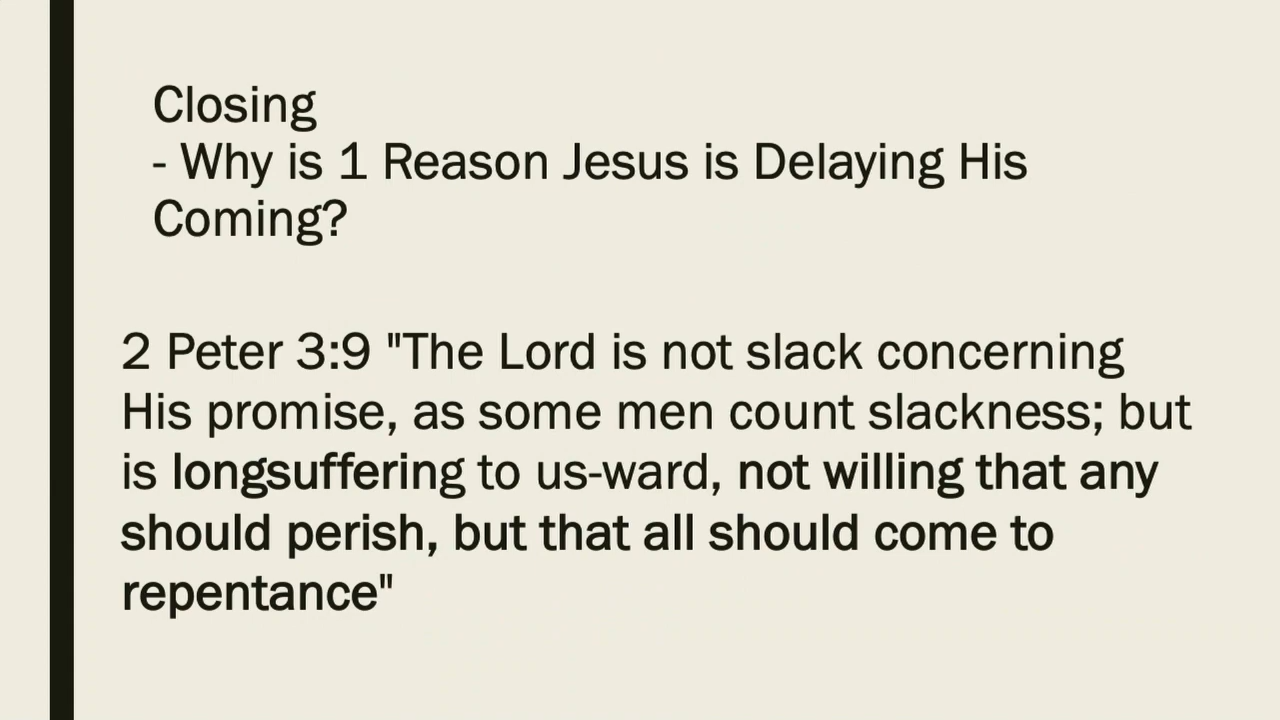 Closing
- Why is 1 Reason Jesus is Delaying His
Coming?
2 Peter 3:9 "The Lord is not slack concerning
His promise, as some men count slackness; but
is longsuffering to us-ward, not willing that any
should perish, but that all should come to
repentance"